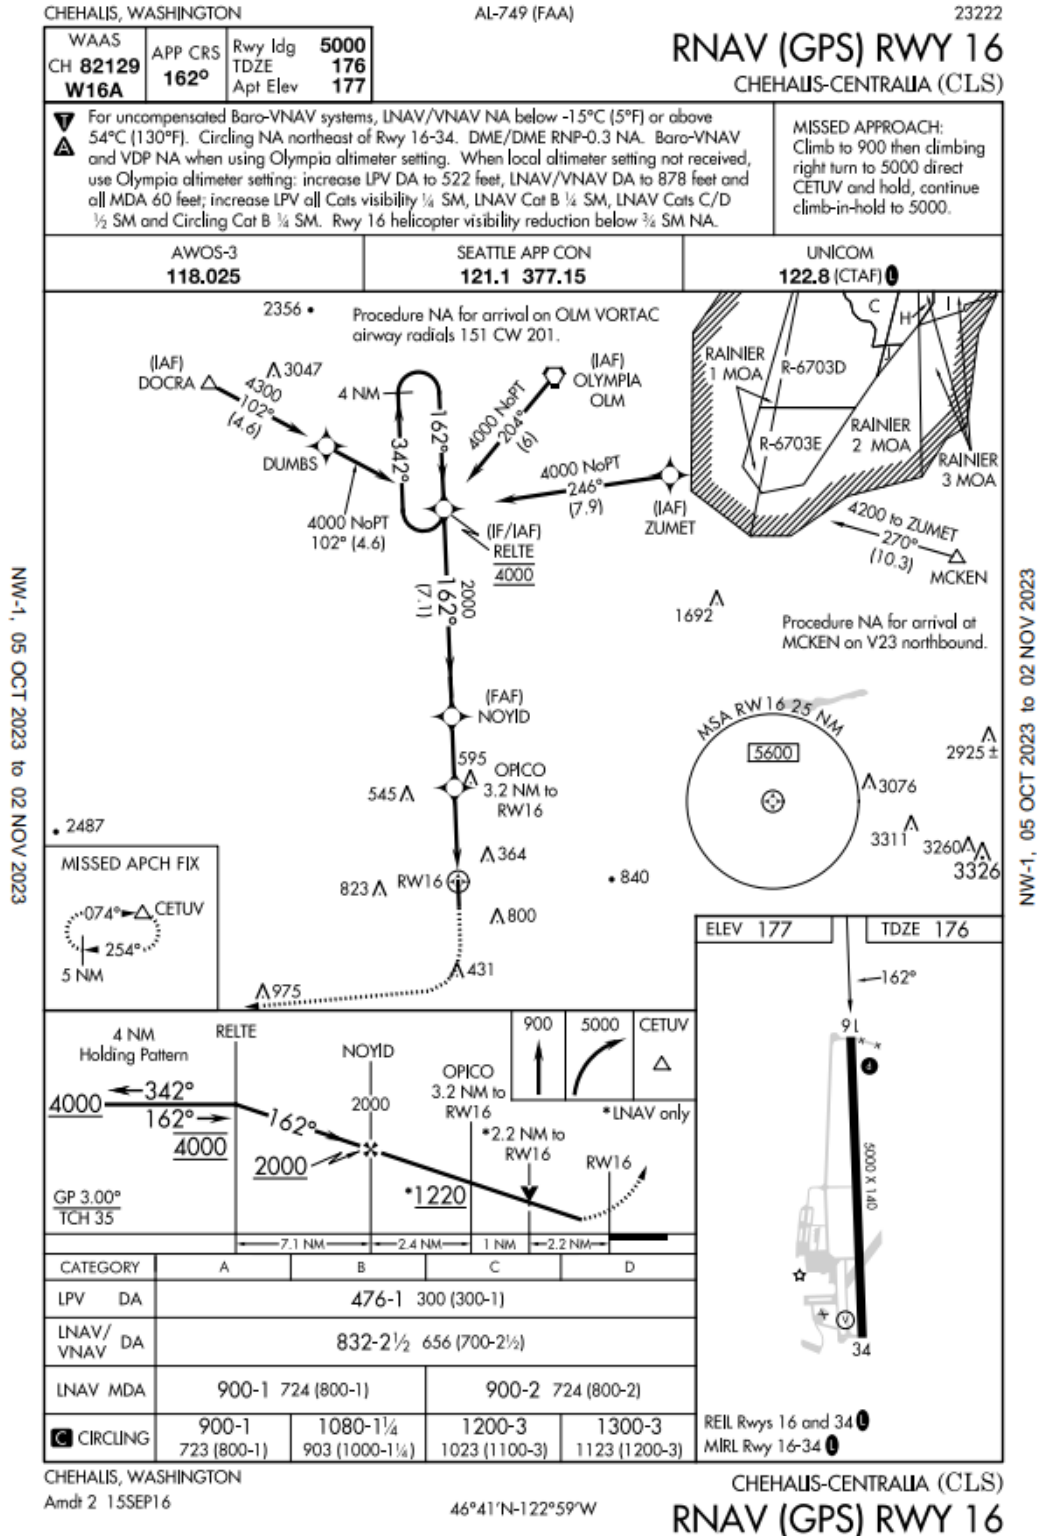 CHEHALIS, WASHINGTON
AL-749 (FAA)
23222
WAAS
CH 82129
W16A
APP CRS
162°
Rwy Idg 5000
TDZE 176
Apt Elev 177
RNAV (GPS) RWY 16
CHEHALIS-CENTRALIA (CLS)
T
A
For uncompensated Baro-VNAV systems, LNAV/VNAV NA below -15°C (5°F) or above
54°C (130°F). Circling NA northeast of Rwy 16-34. DME/DME RNP-0.3 NA. Baro-VNAV
and VDP NA when using Olympia altimeter setting. When local altimeter setting not received,
use Olympia altimeter setting: increase LPV DA to 522 feet, LNAV/VNAV DA to 878 feet and
all MDA 60 feet; increase LPV all Cats visibility ¼ SM, LNAV Cat B ¼ SM, LNAV Cats C/D
½ SM and Circling Cat B ¼ SM. Rwy 16 helicopter visibility reduction below ¾ SM NA.
MISSED APPROACH:
Climb to 900 then climbing
right turn to 5000 direct
CETUV and hold, continue
climb-in-hold to 5000.
AWOS-3
118.025
SEATTLE APP CON
121.1 377.15
UNICOM
122.8 (CTAF) L
2356
Procedure NA for arrival on OLM VORTAC
airway radials 151 CW 201.
(IAF)
DOCRA
3047
4300
102°
(4.6)
DUMBS
4000 NoPT
102° (4.6)
4 NM
342°
162°
(IAF)
OLYMPIA
OLM
4000 NoPT
204°
(6)
4000 NoPT
246°
(7.9)
(IAF)
ZUMET
(IF/IAF)
RELTE
4000
RAINIER
1 MOA
R-6703D
C
H
I
J
R-6703E
RAINIER
2 MOA
RAINIER
3 MOA
4200 to ZUMET
270°
(10.3)
MCKEN
2000
162°
(7.1)
1692
Procedure NA for arrival at
MCKEN on V23 northbound.
(FAF)
NOYID
595
OPICO
3.2 NM to
RW16
545
MSA RW16 25 NM
5600
2925 ±
3076
3311
3260
3326
2487
364
823
RW16
840
800
431
975
MISSED APCH FIX
074°
CETUV
254°
5 NM
NW-1, 05 OCT 2023 to 02 NOV 2023
NW-1, 05 OCT 2023 to 02 NOV 2023
ELEV 177
TDZE 176
162°
16
P
5000 X 140
V
34
REIL Rwys 16 and 34 L
MIRL Rwy 16-34 L
4 NM
Holding Pattern
RELTE
NOYID
OPICO
3.2 NM to
RW16
900
5000
CETUV
*LNAV only
4000
342°
162°
4000
162°
2000
2000
*1220
*2.2 NM to
RW16
RW16
GP 3.00°
TCH 35
7.1 NM
2.4 NM
1 NM
2.2 NM
CATEGORY A B C D
LPV DA 476-1 300 (300-1)
LNAV/
VNAV DA 832-2½ 656 (700-2½)
LNAV MDA 900-1 724 (800-1) 900-2 724 (800-2)
C CIRCLING
900-1
723 (800-1)
1080-1¼
903 (1000-1¼)
1200-3
1023 (1100-3)
1300-3
1123 (1200-3)
CHEHALIS, WASHINGTON
Amdt 2 15SEP16
46°41'N-122°59'W
CHEHALIS-CENTRALIA (CLS)
RNAV (GPS) RWY 16